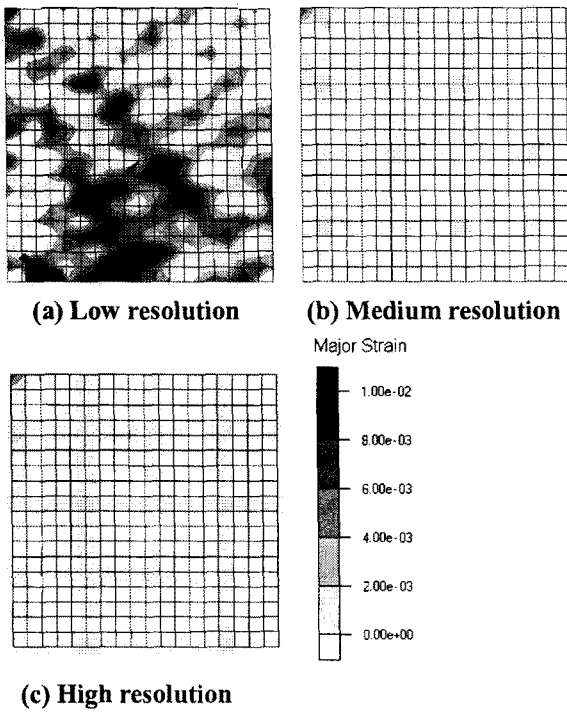 (a) Low resolution
(b) Medium resolution
Major Strain
1.00e-02
8.00e-03
6.00e-03
4.00e-03
2.00e-03
0.00e+00
(c) High resolution